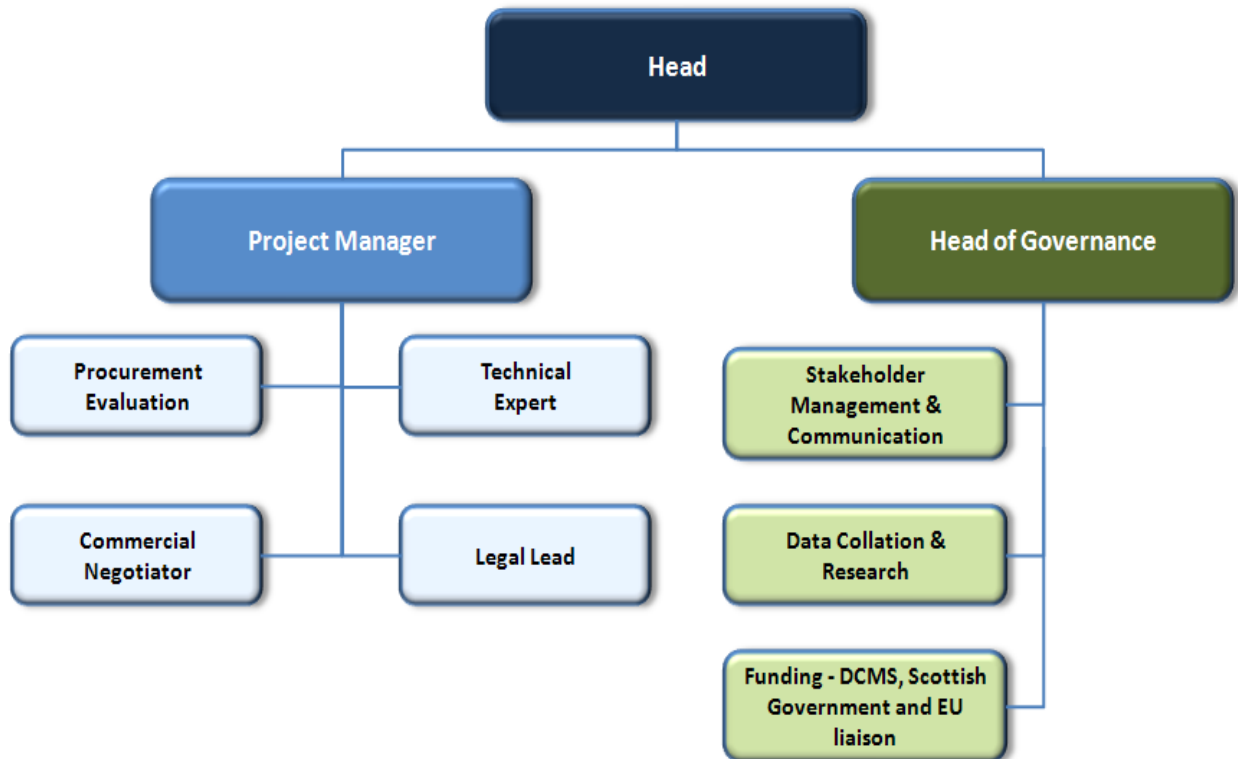 Head
Project Manager
Head of Governance
Procurement
Evaluation
Technical
Expert
Commercial
Negotiator
Legal Lead
Stakeholder
Management &
Communication
Data Collation &
Research
Funding - DCMS, Scottish
Government and EU
liaison